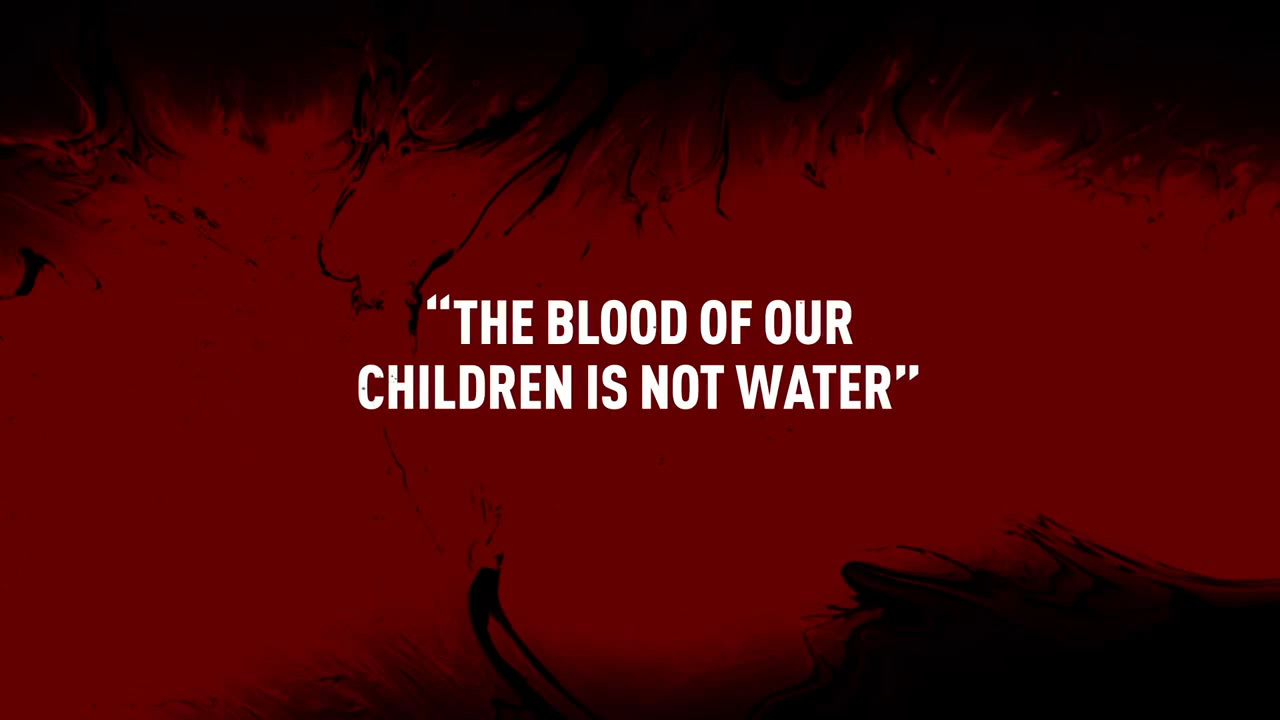 “THE BLOOD OF OUR
CHILDREN IS NOT WATER”